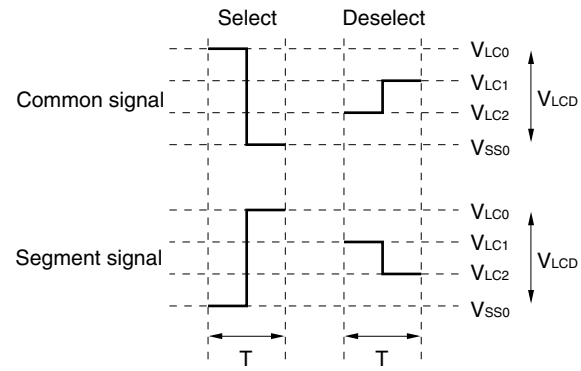 Select Deselect
VLC0
VLC1
Common signal
VLCD
VLC2
VSS0
VLC0
VLC1
Segment signal
VLCD
VLC2
VSS0
T T